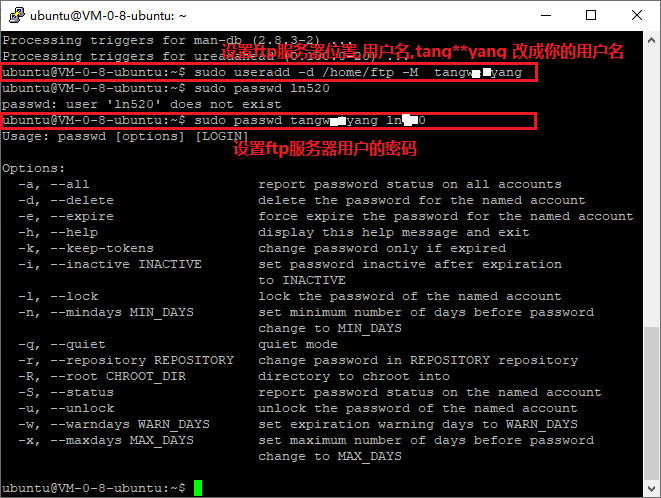 ubuntu@VM-0-8-ubuntu: ~
Processing triggers for man-db (2.8.3-2) ...
设置ftp服务器位置 用户名,tang**yang 改成你的用户名
ubuntu@VM-0-8-ubuntu:~$ sudo useradd -d /home/ftp -M tangw yang
ubuntu@VM-0-8-ubuntu:~$ sudo passwd ln520
passwd: user 'ln520' does not exist
ubuntu@VM-0-8-ubuntu:~$ sudo passwd tangw yang ln 0
Usage: passwd [options] [LOGIN]
设置ftp服务器用户的密码
Options:
-a, --all report password status on all accounts
-d, --delete delete the password for the named account
-e, --expire force expire the password for the named account
-h, --help display this help message and exit
-k, --keep-tokens change password only if expired
-i, --inactive INACTIVE set password inactive after expiration
to INACTIVE
-l, --lock lock the password of the named account
-n, --mindays MIN_DAYS set minimum number of days before password
change to MIN_DAYS
-q, --quiet quiet mode
-r, --repository REPOSITORY change password in REPOSITORY repository
-R, --root CHROOT_DIR directory to chroot into
-S, --status report password status on the named account
-u, --unlock unlock the password of the named account
-w, --warndays WARN_DAYS set expiration warning days to WARN_DAYS
-x, --maxdays MAX_DAYS set maximum number of days before password
change to MAX_DAYS
ubuntu@VM-0-8-ubuntu:~$